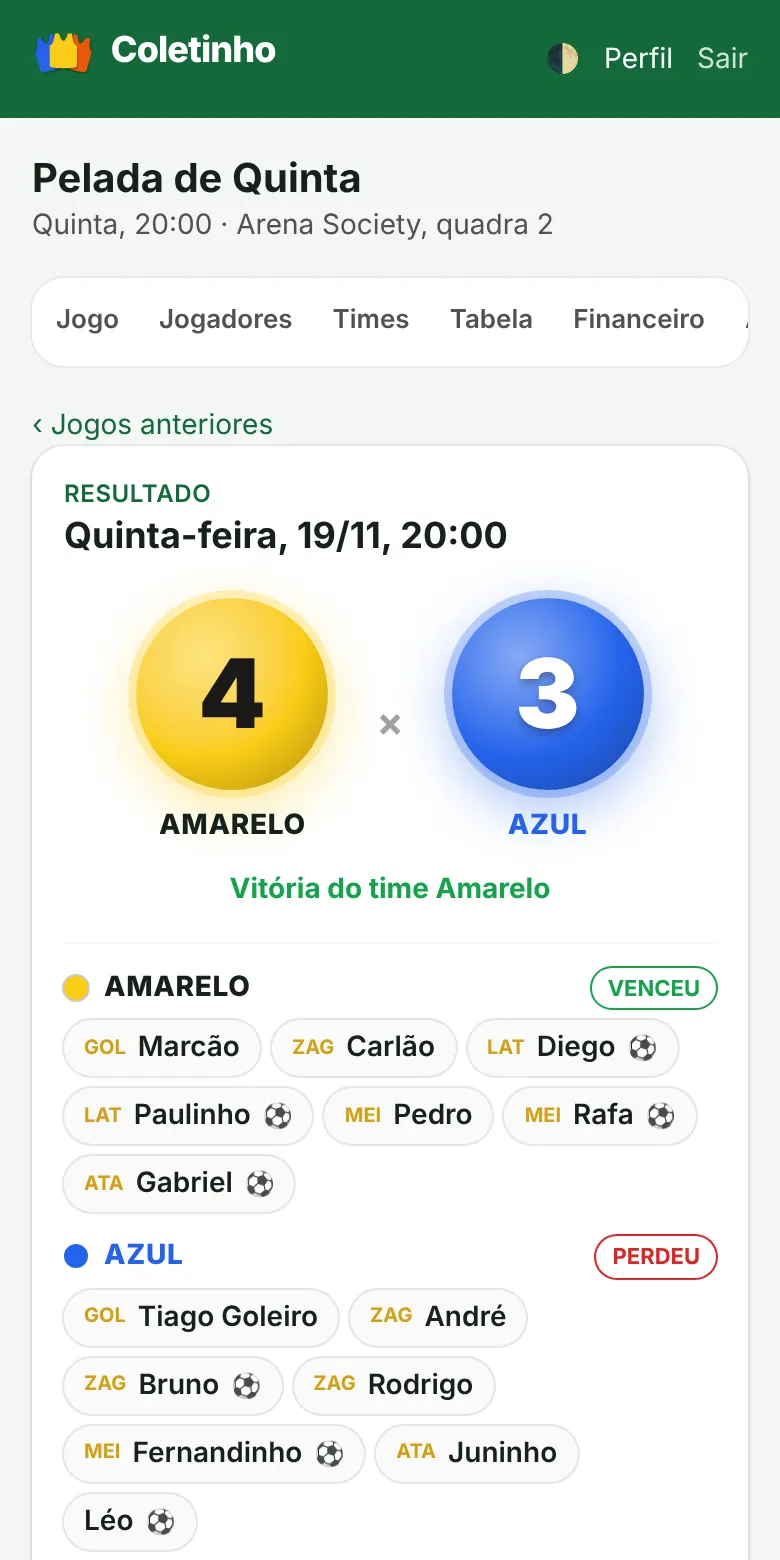 Coletinho
Perfil Sair
Pelada de Quinta
Quinta, 20:00 · Arena Society, quadra 2
Jogo Jogadores Times Tabela Financeiro
‹ Jogos anteriores
RESULTADO
Quinta-feira, 19/11, 20:00
4 × 3
AMARELO AZUL
Vitória do time Amarelo
AMARELO VENCEU
GOL Marcão ZAG Carlão LAT Diego
LAT Paulinho MEI Pedro MEI Rafa
ATA Gabriel
AZUL PERDEU
GOL Tiago Goleiro ZAG André
ZAG Bruno ZAG Rodrigo
MEI Fernandinho ATA Juninho
Léo